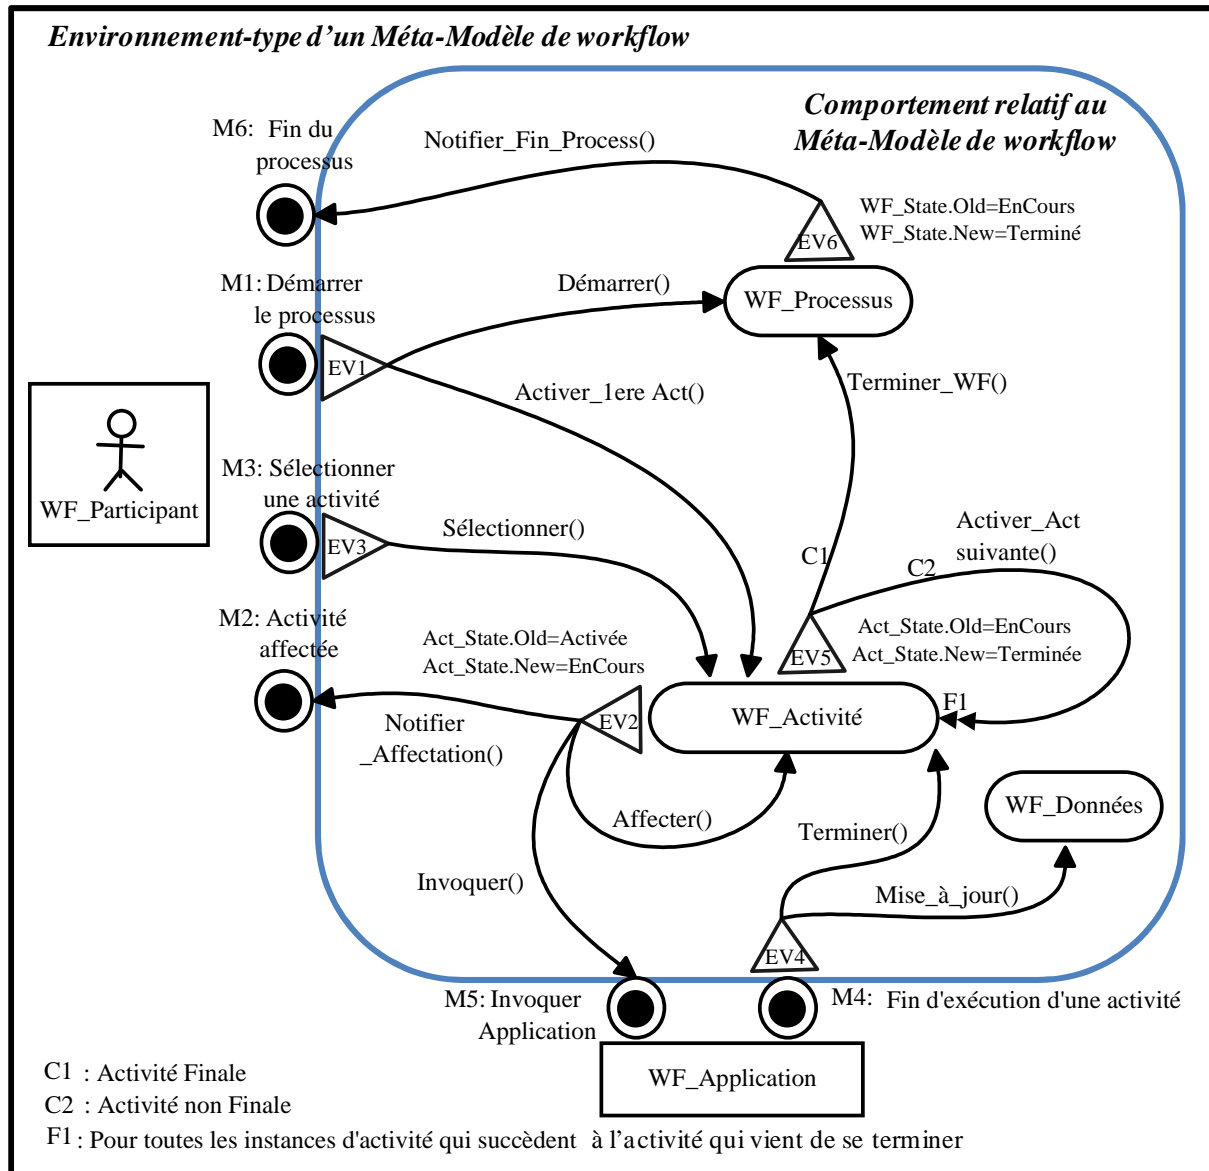 Environnement-type d'un Méta-Modèle de workflow
Comportement relatif au
Méta-Modèle de workflow
M6: Fin du
processus
Notifier_Fin_Process()
WF_State.Old=EnCours
WF_State.New=Terminé
EV6
M1: Démarrer
le processus
Démarrer()
WF_Processus
EV1
Activer_1ere Act()
Terminer_WF()
WF_Participant
M3: Sélectionner
une activité
EV3
Sélectionner()
Activer_Act
suivante()
C1
C2
M2: Activité
affectée
Act_State.Old=Activée
Act_State.New=EnCours
Act_State.Old=EnCours
Act_State.New=Terminée
EV5
F1
EV2
WF_Activité
Notifier
_Affectation()
Affecter()
WF_Données
Terminer()
Invoquer()
Mise_à_jour()
EV4
M5: Invoquer
Application
M4: Fin d'exécution d'une activité
WF_Application
C1 : Activité Finale
C2 : Activité non Finale
F1 : Pour toutes les instances d'activité qui succèdent à l'activité qui vient de se terminer